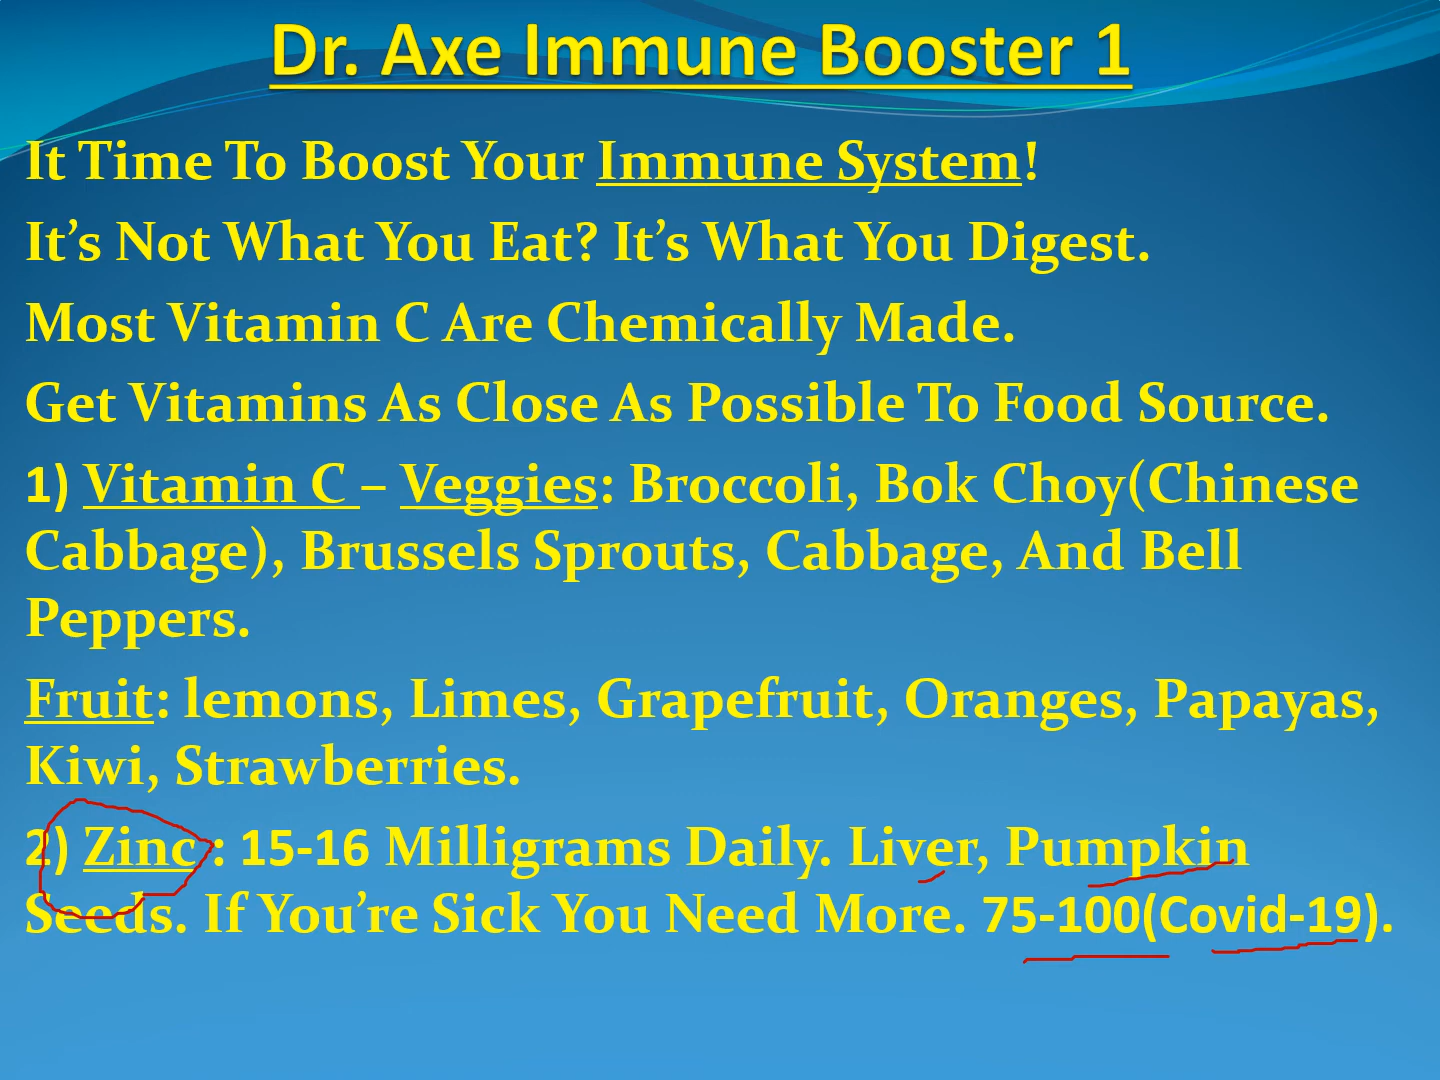 Dr. Axe Immune Booster 1
It Time To Boost Your Immune System!
It’s Not What You Eat? It’s What You Digest.
Most Vitamin C Are Chemically Made.
Get Vitamins As Close As Possible To Food Source.
1) Vitamin C – Veggies: Broccoli, Bok Choy(Chinese
Cabbage), Brussels Sprouts, Cabbage, And Bell
Peppers.
Fruit: lemons, Limes, Grapefruit, Oranges, Papayas,
Kiwi, Strawberries.
2) Zinc : 15-16 Milligrams Daily. Liver, Pumpkin
Seeds. If You’re Sick You Need More. 75-100(Covid-19).